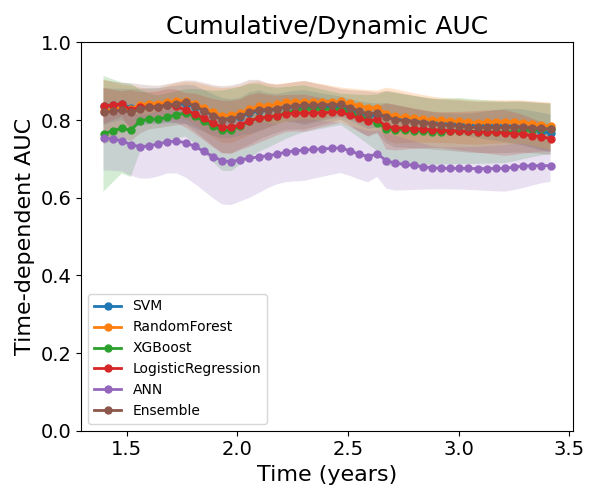 Cumulative/Dynamic AUC
1.0
0.8
0.6
0.4
0.2
0.0
Time-dependent AUC
SVM
RandomForest
XGBoost
LogisticRegression
ANN
Ensemble
1.5 2.0 2.5 3.0 3.5
Time (years)